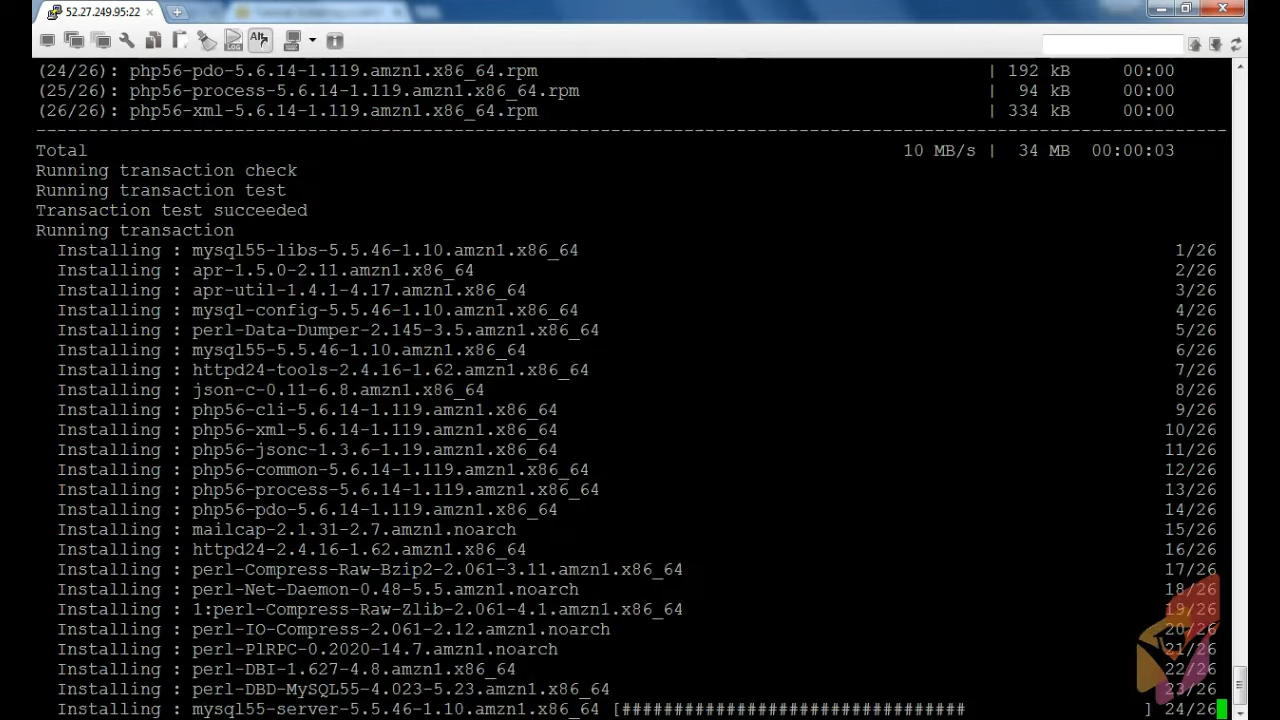 52.27.249.95:22
(24/26): php56-pdo-5.6.14-1.119.amzn1.x86_64.rpm | 192 kB 00:00
(25/26): php56-process-5.6.14-1.119.amzn1.x86_64.rpm | 94 kB 00:00
(26/26): php56-xml-5.6.14-1.119.amzn1.x86_64.rpm | 334 kB 00:00
--------------------------------------------------------------------------------
Total 10 MB/s | 34 MB 00:00:03
Running transaction check
Running transaction test
Transaction test succeeded
Running transaction
Installing : mysql55-libs-5.5.46-1.10.amzn1.x86_64 1/26
Installing : apr-1.5.0-2.11.amzn1.x86_64 2/26
Installing : apr-util-1.4.1-4.17.amzn1.x86_64 3/26
Installing : mysql-config-5.5.46-1.10.amzn1.x86_64 4/26
Installing : perl-Data-Dumper-2.145-3.5.amzn1.x86_64 5/26
Installing : mysql55-5.5.46-1.10.amzn1.x86_64 6/26
Installing : httpd24-tools-2.4.16-1.62.amzn1.x86_64 7/26
Installing : json-c-0.11-6.8.amzn1.x86_64 8/26
Installing : php56-cli-5.6.14-1.119.amzn1.x86_64 9/26
Installing : php56-xml-5.6.14-1.119.amzn1.x86_64 10/26
Installing : php56-jsonc-1.3.6-1.19.amzn1.x86_64 11/26
Installing : php56-common-5.6.14-1.119.amzn1.x86_64 12/26
Installing : php56-process-5.6.14-1.119.amzn1.x86_64 13/26
Installing : php56-pdo-5.6.14-1.119.amzn1.x86_64 14/26
Installing : mailcap-2.1.31-2.7.amzn1.noarch 15/26
Installing : httpd24-2.4.16-1.62.amzn1.x86_64 16/26
Installing : perl-Compress-Raw-Bzip2-2.061-3.11.amzn1.x86_64 17/26
Installing : perl-Net-Daemon-0.48-5.5.amzn1.noarch 18/26
Installing : 1:perl-Compress-Raw-Zlib-2.061-4.1.amzn1.x86_64 19/26
Installing : perl-IO-Compress-2.061-2.12.amzn1.noarch 20/26
Installing : perl-PlRPC-0.2020-14.7.amzn1.noarch 21/26
Installing : perl-DBI-1.627-4.8.amzn1.x86_64 22/26
Installing : perl-DBD-MySQL55-4.023-5.23.amzn1.x86_64 23/26
Installing : mysql55-server-5.5.46-1.10.amzn1.x86_64 [################################# ] 24/26